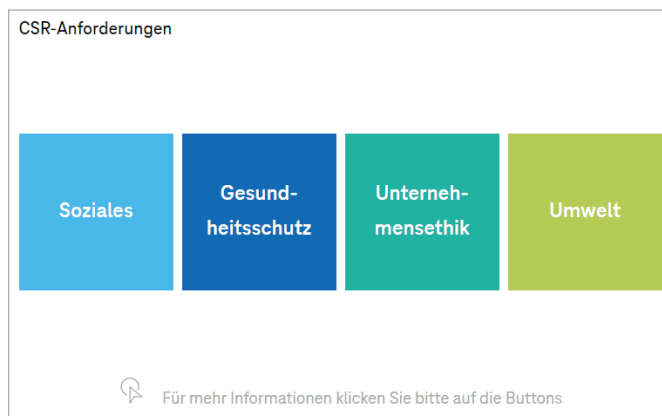 CSR-Anforderungen
Soziales
Gesund-
heitsschutz
Unterneh-
mensethik
Umwelt
Für mehr Informationen klicken Sie bitte auf die Buttons